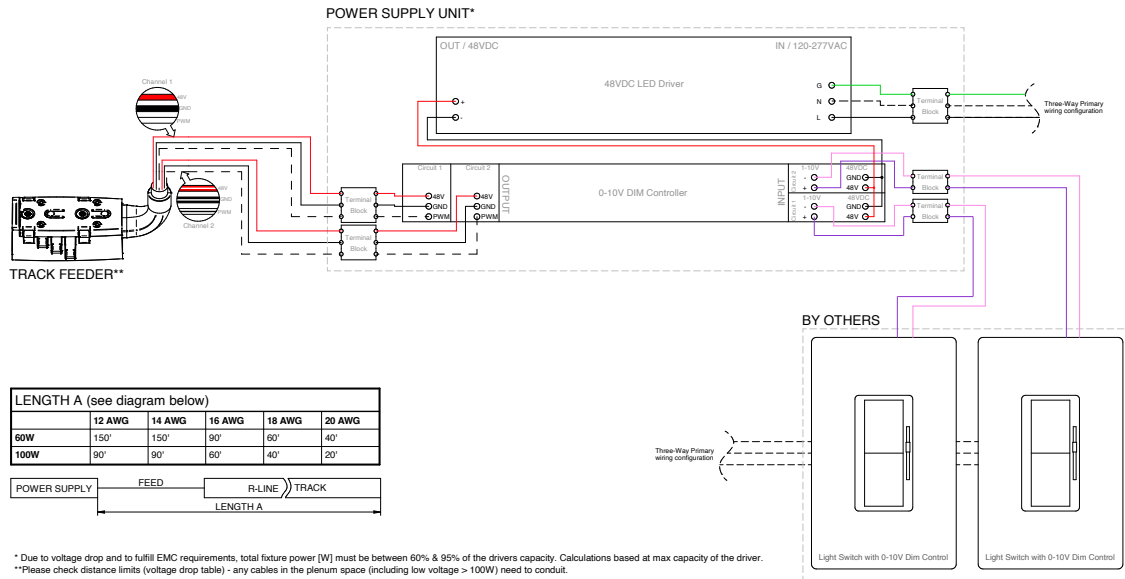 POWER SUPPLY UNIT*
OUT / 48VDC
IN / 120-277VAC
48VDC LED Driver
+
-
G
N
L
Terminal
Block
Three-Way Primary
wiring configuration
Channel 1
48V
GND
PWM
48V
GND
PWM
Channel 2
TRACK FEEDER**
Terminal
Block
Terminal
Block
Circuit 1
Circuit 2
48V
GND
PWM
48V
GND
PWM
OUTPUT
0-10V DIM Controller
INPUT
Circuit 2
1-10V
48VDC
-
GND
+
48V
Circuit 1
1-10V
48VDC
-
GND
+
48V
Terminal
Block
Terminal
Block
BY OTHERS
Three-Way Primary
wiring configuration
Light Switch with 0-10V Dim Control
Light Switch with 0-10V Dim Control
LENGTH A (see diagram below)
12 AWG 14 AWG 16 AWG 18 AWG 20 AWG
60W 150' 150' 90' 60' 40'
100W 90' 90' 60' 40' 20'
POWER SUPPLY
FEED
R-LINE
TRACK
LENGTH A
* Due to voltage drop and to fulfill EMC requirements, total fixture power [W] must be between 60% & 95% of the drivers capacity. Calculations based at max capacity of the driver.
**Please check distance limits (voltage drop table) - any cables in the plenum space (including low voltage > 100W) need to conduit.